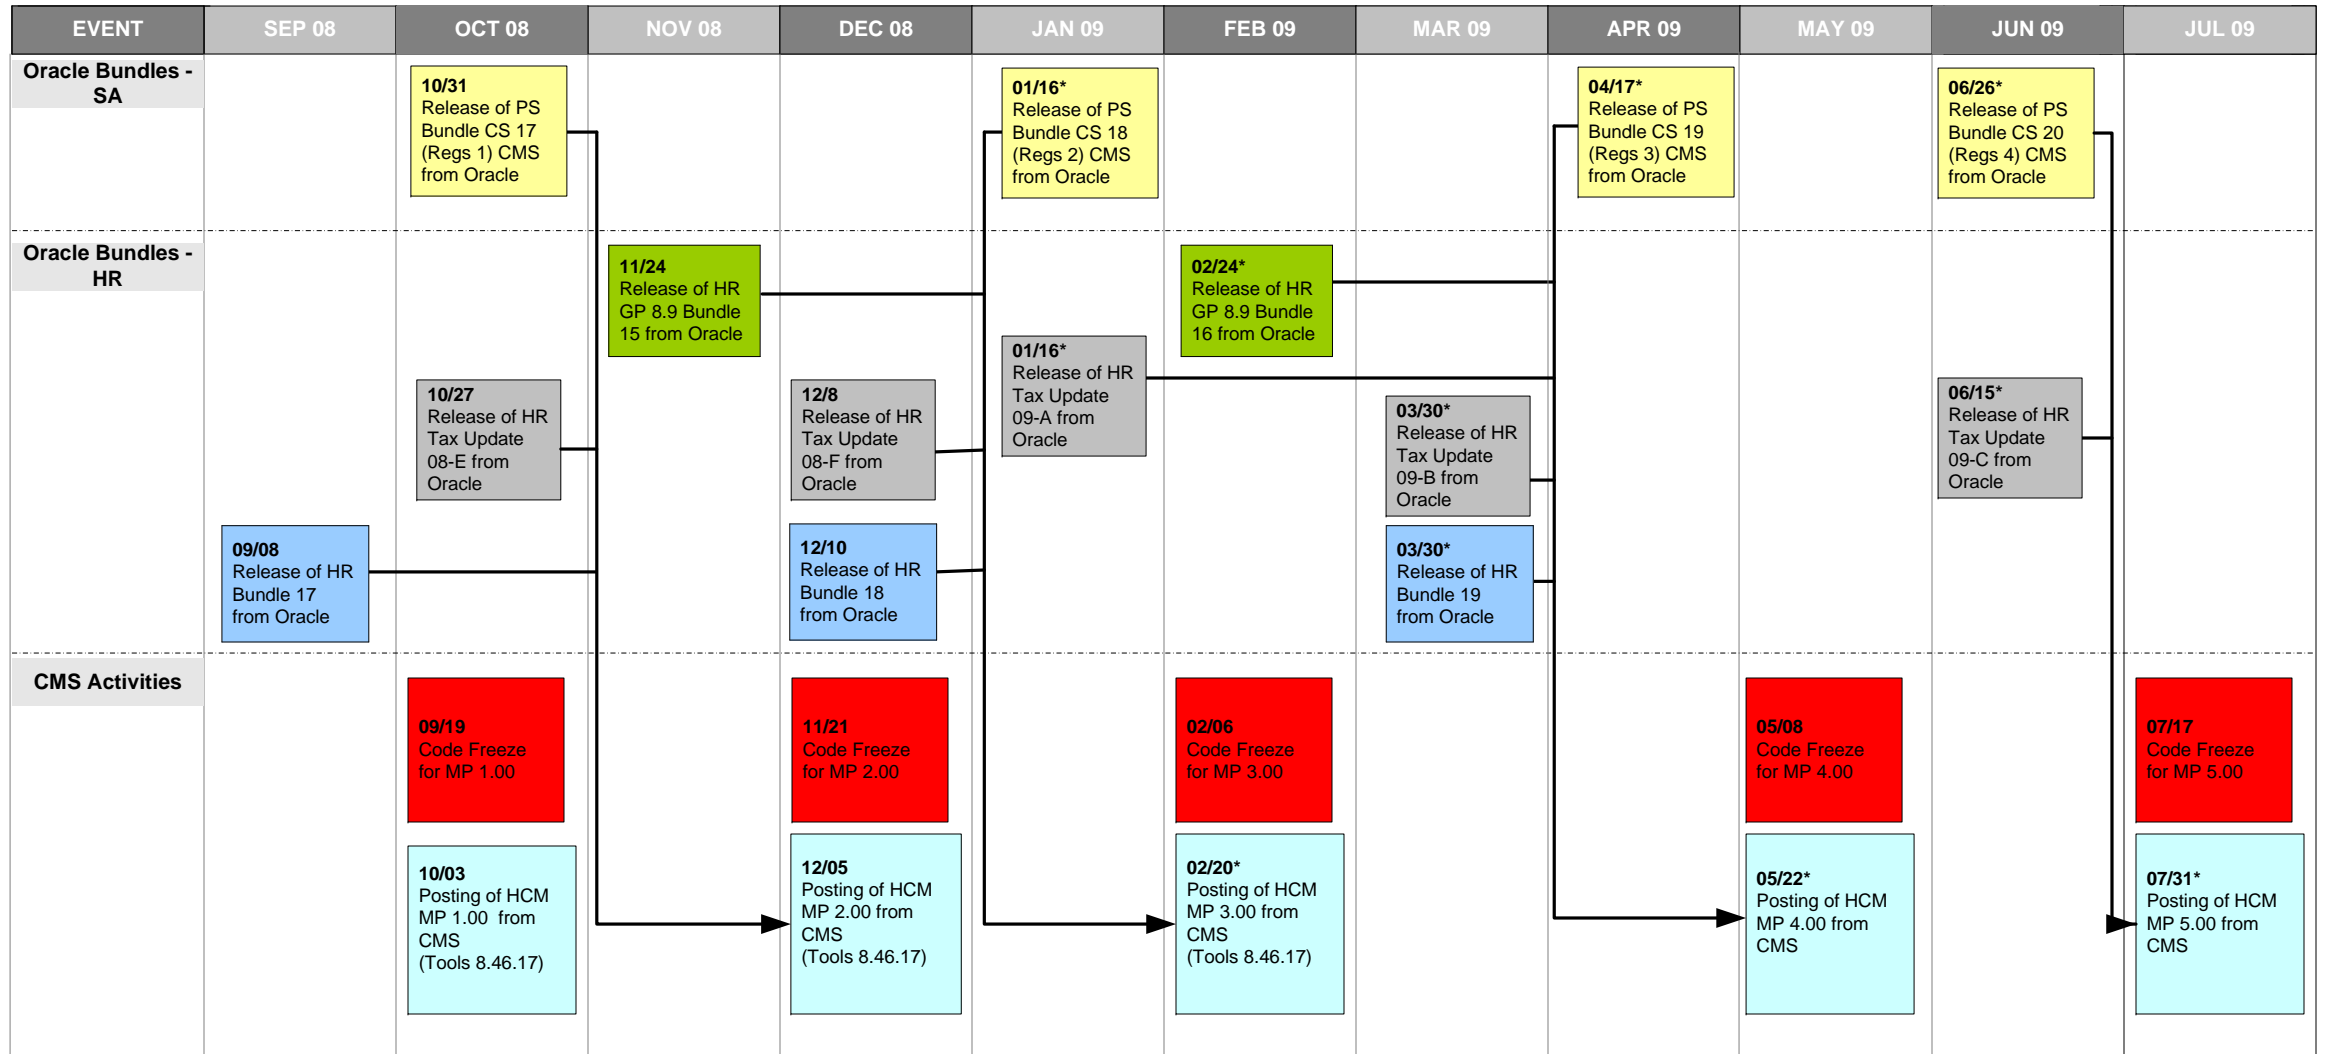 EVENT
SEP 08
OCT 08
NOV 08
DEC 08
JAN 09
FEB 09
MAR 09
APR 09
MAY 09
JUN 09
JUL 09
Oracle Bundles -
SA
10/31
Release of PS
Bundle CS 17
(Regs 1) CMS
from Oracle
01/16*
Release of PS
Bundle CS 18
(Regs 2) CMS
from Oracle
04/17*
Release of PS
Bundle CS 19
(Regs 3) CMS
from Oracle
06/26*
Release of PS
Bundle CS 20
(Regs 4) CMS
from Oracle
Oracle Bundles -
HR
11/24
Release of HR
GP 8.9 Bundle
15 from Oracle
02/24*
Release of HR
GP 8.9 Bundle
16 from Oracle
10/27
Release of HR
Tax Update
08-E from
Oracle
12/8
Release of HR
Tax Update
08-F from
Oracle
01/16*
Release of HR
Tax Update
09-A from
Oracle
03/30*
Release of HR
Tax Update
09-B from
Oracle
06/15*
Release of HR
Tax Update
09-C from
Oracle
09/08
Release of HR
Bundle 17
from Oracle
12/10
Release of HR
Bundle 18
from Oracle
03/30*
Release of HR
Bundle 19
from Oracle
CMS Activities
09/19
Code Freeze
for MP 1.00
11/21
Code Freeze
for MP 2.00
02/06
Code Freeze
for MP 3.00
05/08
Code Freeze
for MP 4.00
07/17
Code Freeze
for MP 5.00
10/03
Posting of HCM
MP 1.00 from
CMS
(Tools 8.46.17)
12/05
Posting of HCM
MP 2.00 from
CMS
(Tools 8.46.17)
02/20*
Posting of HCM
MP 3.00 from
CMS
(Tools 8.46.17)
05/22*
Posting of HCM
MP 4.00 from
CMS
07/31*
Posting of HCM
MP 5.00 from
CMS